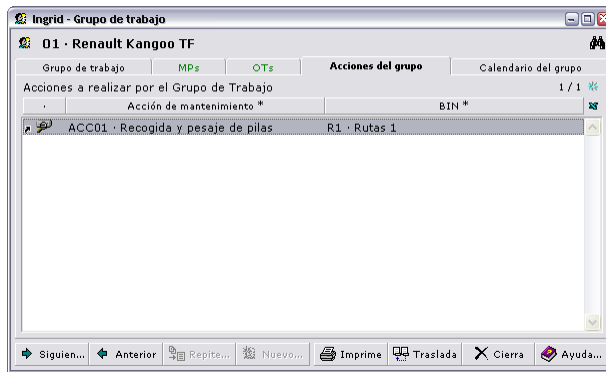 Ingrid - Grupo de trabajo
01 · Renault Kangoo TF
Grupo de trabajo MPs OTs Acciones del grupo Calendario del grupo
Acciones a realizar por el Grupo de Trabajo 1 / 1
· Acción de mantenimiento * BIN *
ACC01 · Recogida y pesaje de pilas R1 · Rutas 1
Siguien... Anterior Repite... Nuevo... Imprime Traslada Cierra Ayuda...